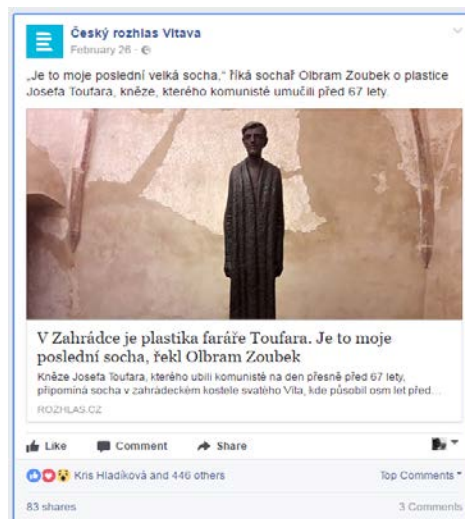 Český rozhlas Vltava
February 26 ·
„Je to moje poslední velká socha,“ říká sochař Olbram Zoubek o plastice
Josefa Toufara, kněze, kterého komunisté umučili před 67 lety.
V Zahrádce je plastika faráře Toufara. Je to moje
poslední socha, řekl Olbram Zoubek
Kněze Josefa Toufara, kterého ubili komunisté na den přesně před 67 lety,
připomíná socha v zahrádeckém kostele svatého Víta, kde působil osm let před...
ROZHLAS.CZ
Like Comment Share
Kris Hladíková and 446 others Top Comments
83 shares 3 Comments